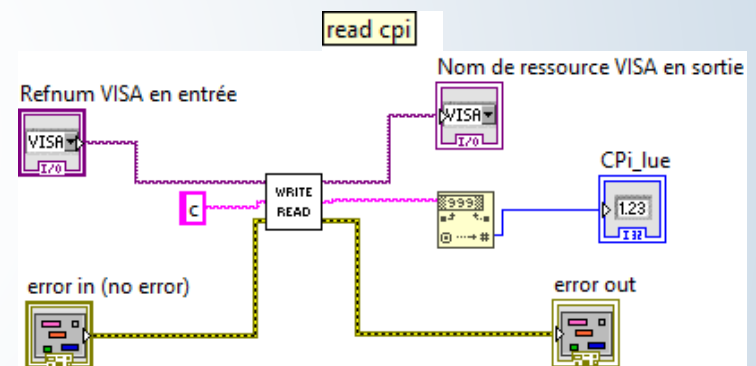 read cpi
Nom de ressource VISA en sortie
Refnum VISA en entrée
VISA
I/O
VISA
I/O
CPi_lue
WRITE
READ
c
999
#
1.23
I32
error in (no error)
error out